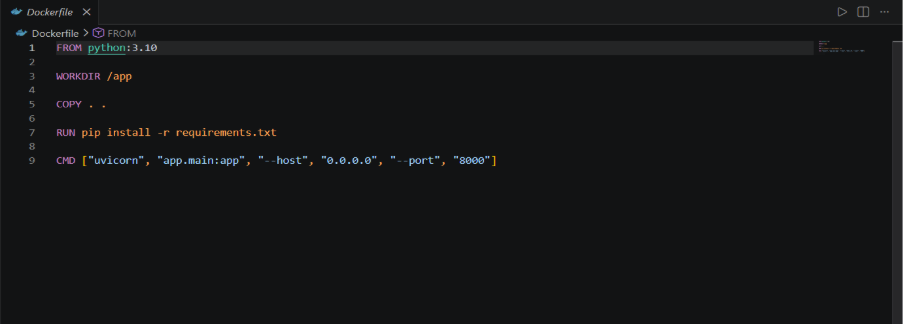 Dockerfile
Dockerfile > FROM
1 FROM python:3.10
2
3 WORKDIR /app
4
5 COPY . .
6
7 RUN pip install -r requirements.txt
8
9 CMD ["uvicorn", "app.main:app", "--host", "0.0.0.0", "--port", "8000"]